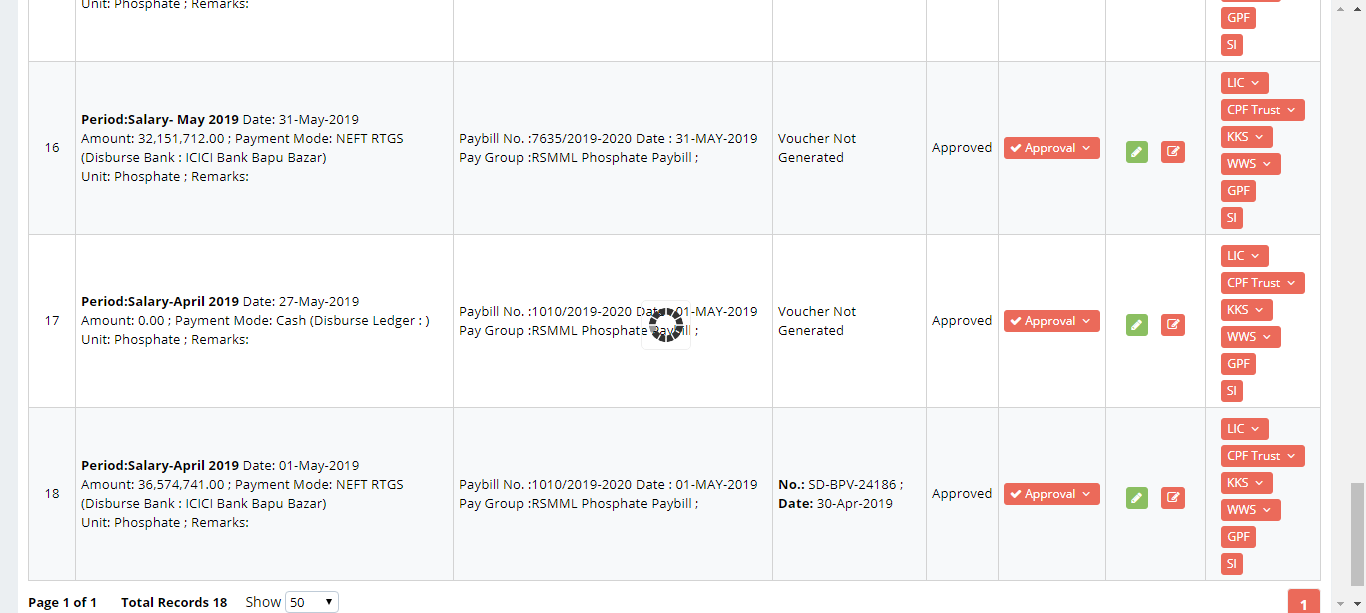 Unit: Phosphate ; Remarks:
GPF
SI
16
Period:Salary- May 2019 Date: 31-May-2019
Amount: 32,151,712.00 ; Payment Mode: NEFT RTGS
(Disburse Bank : ICICI Bank Bapu Bazar)
Unit: Phosphate ; Remarks:
Paybill No. :7635/2019-2020 Date : 31-MAY-2019
Pay Group :RSMML Phosphate Paybill ;
Voucher Not
Generated
Approved
Approval
LIC
CPF Trust
KKS
WWS
GPF
SI
17
Period:Salary-April 2019 Date: 27-May-2019
Amount: 0.00 ; Payment Mode: Cash (Disburse Ledger : )
Unit: Phosphate ; Remarks:
Paybill No. :1010/2019-2020 Date : 01-MAY-2019
Pay Group :RSMML Phosphate Paybill ;
Voucher Not
Generated
Approved
Approval
LIC
CPF Trust
KKS
WWS
GPF
SI
18
Period:Salary-April 2019 Date: 01-May-2019
Amount: 36,574,741.00 ; Payment Mode: NEFT RTGS
(Disburse Bank : ICICI Bank Bapu Bazar)
Unit: Phosphate ; Remarks:
Paybill No. :1010/2019-2020 Date : 01-MAY-2019
Pay Group :RSMML Phosphate Paybill ;
No.: SD-BPV-24186 ;
Date: 30-Apr-2019
Approved
Approval
LIC
CPF Trust
KKS
WWS
GPF
SI
Page 1 of 1 Total Records 18 Show 50
1